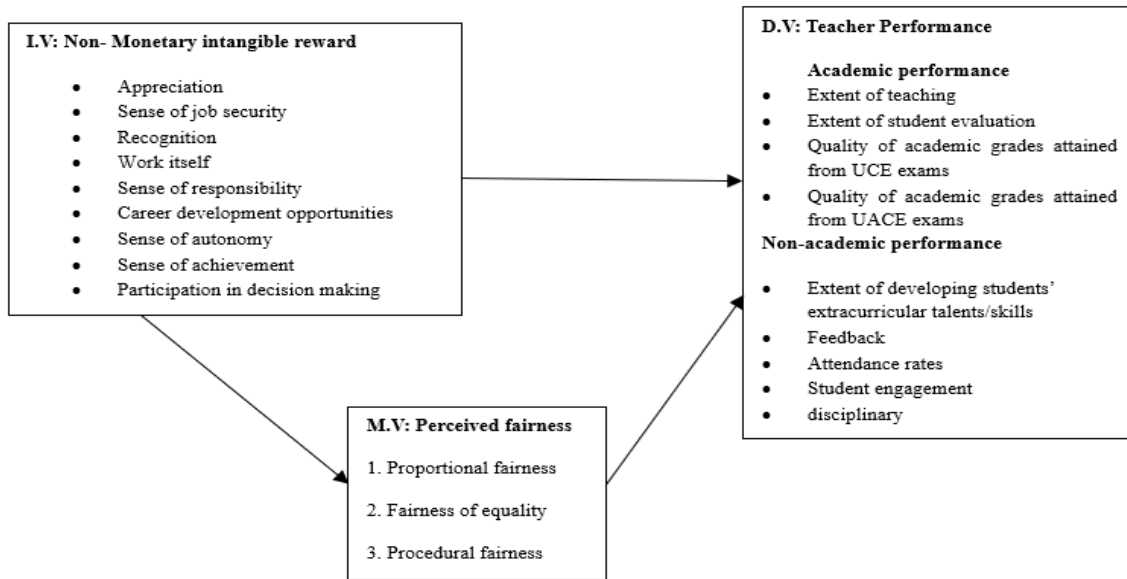 I.V: Non- Monetary intangible reward
• Appreciation
• Sense of job security
• Recognition
• Work itself
• Sense of responsibility
• Career development opportunities
• Sense of autonomy
• Sense of achievement
• Participation in decision making
D.V: Teacher Performance
Academic performance
• Extent of teaching
• Extent of student evaluation
• Quality of academic grades attained
from UCE exams
• Quality of academic grades attained
from UACE exams
Non-academic performance
• Extent of developing students’
extracurricular talents/skills
• Feedback
• Attendance rates
• Student engagement
• disciplinary
M.V: Perceived fairness
1. Proportional fairness
2. Fairness of equality
3. Procedural fairness